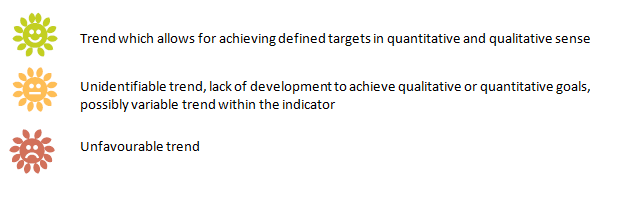 Trend which allows for achieving defined targets in quantitative and qualitative sense
Unidentifiable trend, lack of development to achieve qualitative or quantitative goals,
possibly variable trend within the indicator
Unfavourable trend